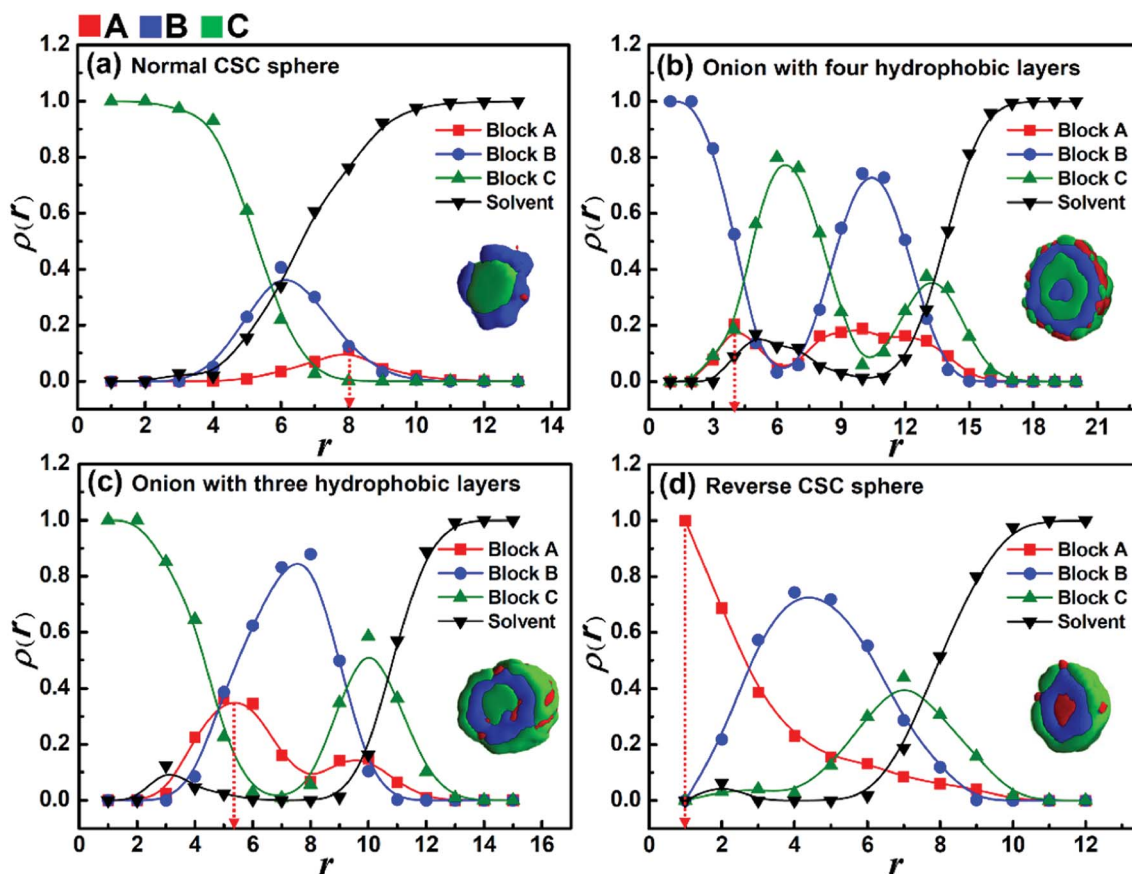 A B C
(a) Normal CSC sphere
Block A
Block B
Block C
Solvent
ρ(r)
1.2
1.0
0.8
0.6
0.4
0.2
0.0
0 2 4 6 8 10 12 14
r
(b) Onion with four hydrophobic layers
Block A
Block B
Block C
Solvent
ρ(r)
1.2
1.0
0.8
0.6
0.4
0.2
0.0
3 6 9 12 15 18 21
r
(c) Onion with three hydrophobic layers
Block A
Block B
Block C
Solvent
ρ(r)
1.2
1.0
0.8
0.6
0.4
0.2
0.0
0 2 4 6 8 10 12 14 16
r
(d) Reverse CSC sphere
Block A
Block B
Block C
Solvent
ρ(r)
1.2
1.0
0.8
0.6
0.4
0.2
0.0
0 2 4 6 8 10 12
r